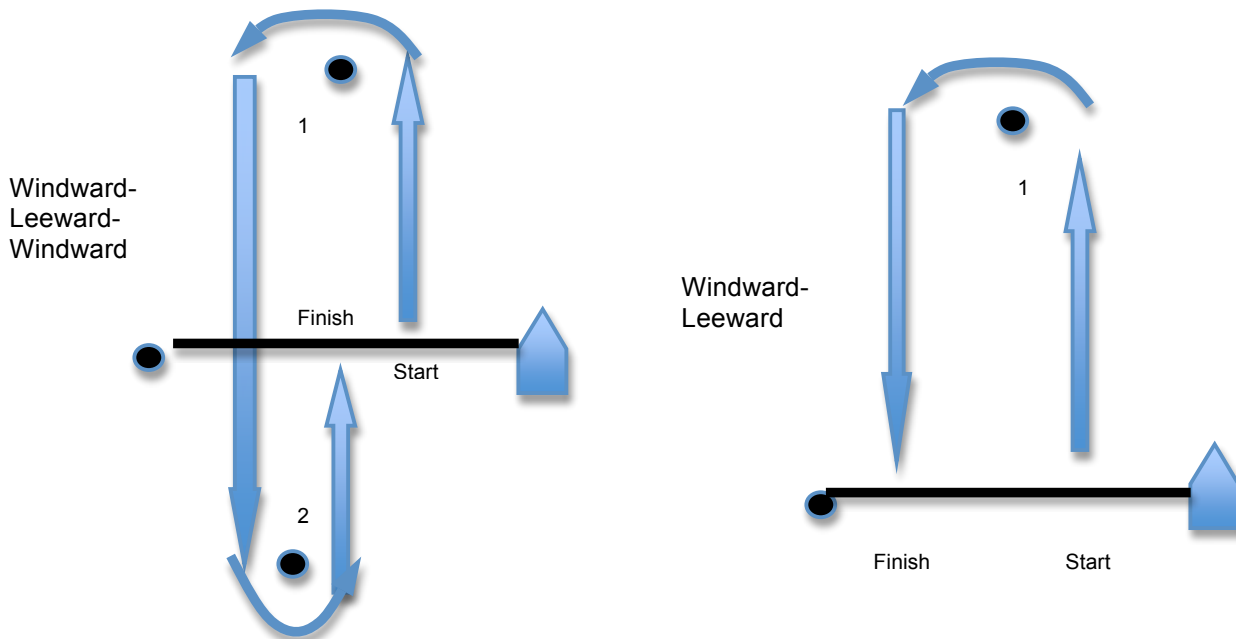 1
Windward-
Leeward-
Windward
Finish
Start
2
1
Windward-
Leeward
Finish
Start